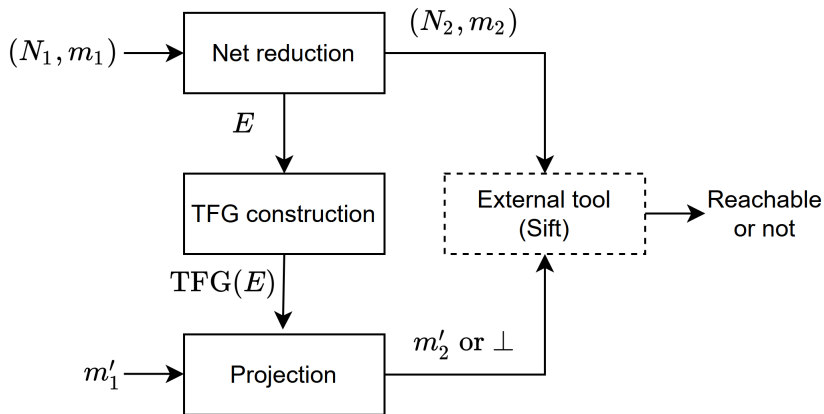 (N₁, m₁)
Net reduction
(N₂, m₂)
E
TFG construction
External tool
(Sift)
Reachable
or not
TFG(E)
m′₁
Projection
m′₂ or ⊥